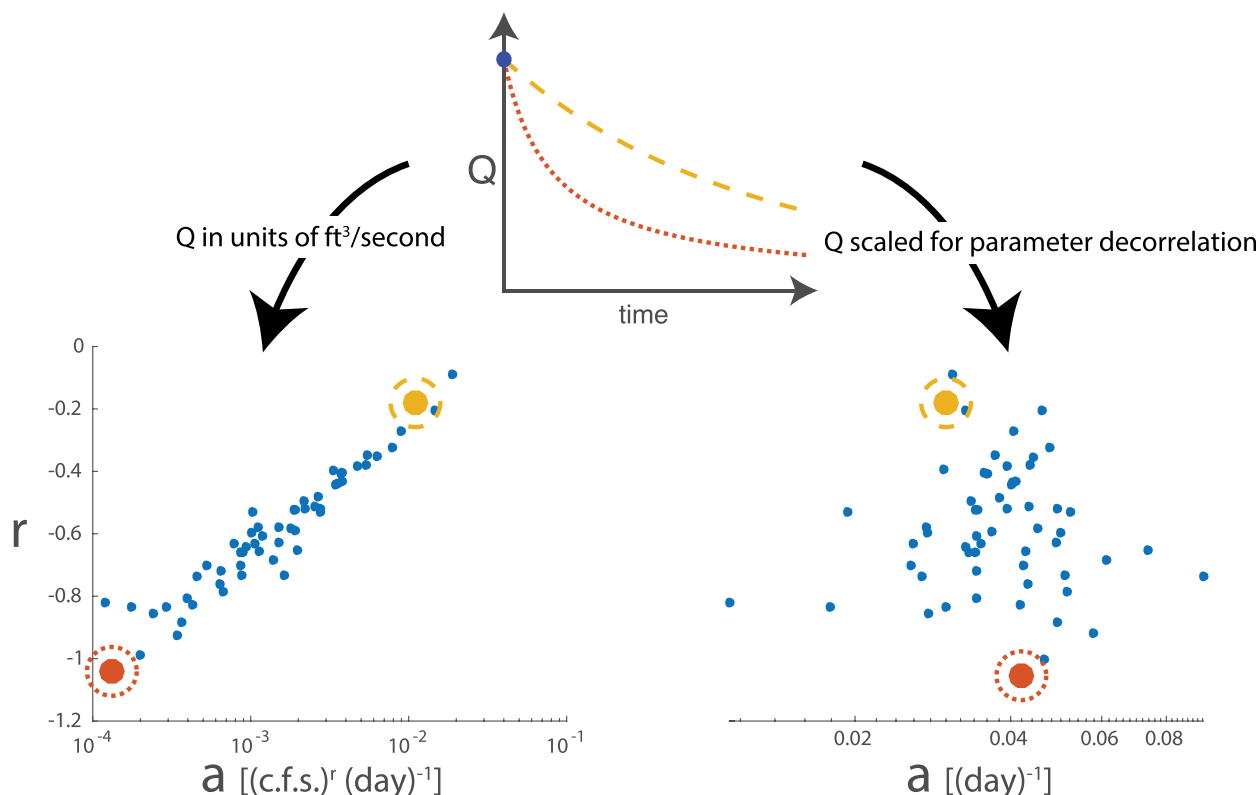 Q
time
Q in units of ft³/second
Q scaled for parameter decorrelation
0
-0.2
-0.4
-0.6
-0.8
-1
-1.2
r
10⁻⁴
10⁻³
10⁻²
10⁻¹
a [(c.f.s.)ʳ (day)⁻¹]
0.02
0.04
0.06
0.08
a [(day)⁻¹]